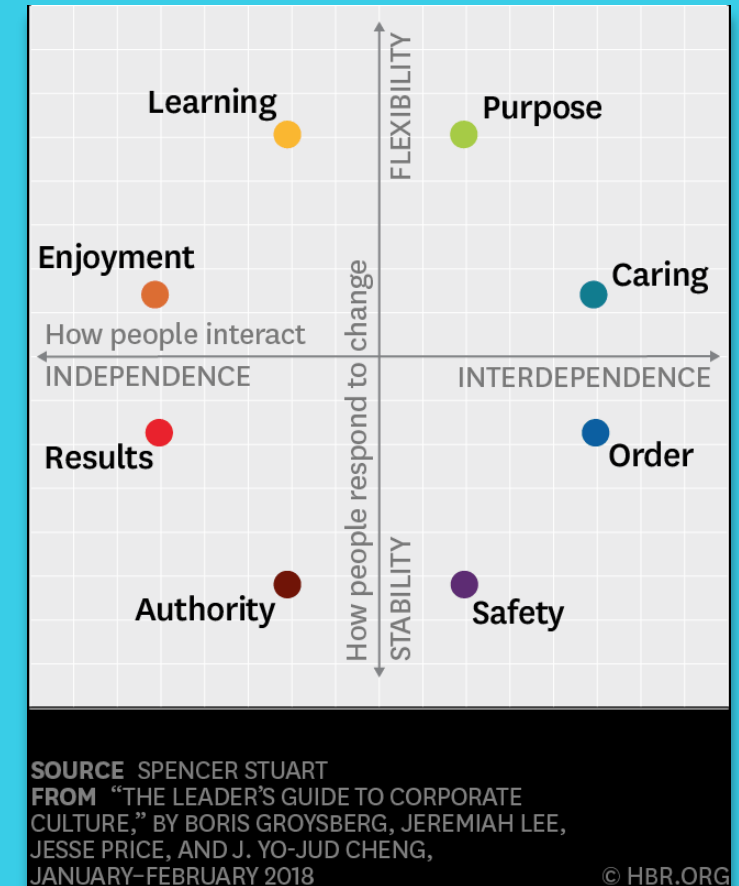 FLEXIBILITY
Learning
Purpose
Enjoyment
Caring
How people interact
How people respond to change
INDEPENDENCE
INTERDEPENDENCE
Results
Order
STABILITY
Authority
Safety
SOURCE SPENCER STUART
FROM “THE LEADER’S GUIDE TO CORPORATE
CULTURE,” BY BORIS GROYSBERG, JEREMIAH LEE,
JESSE PRICE, AND J. YO-JUD CHENG,
JANUARY–FEBRUARY 2018
© HBR.ORG